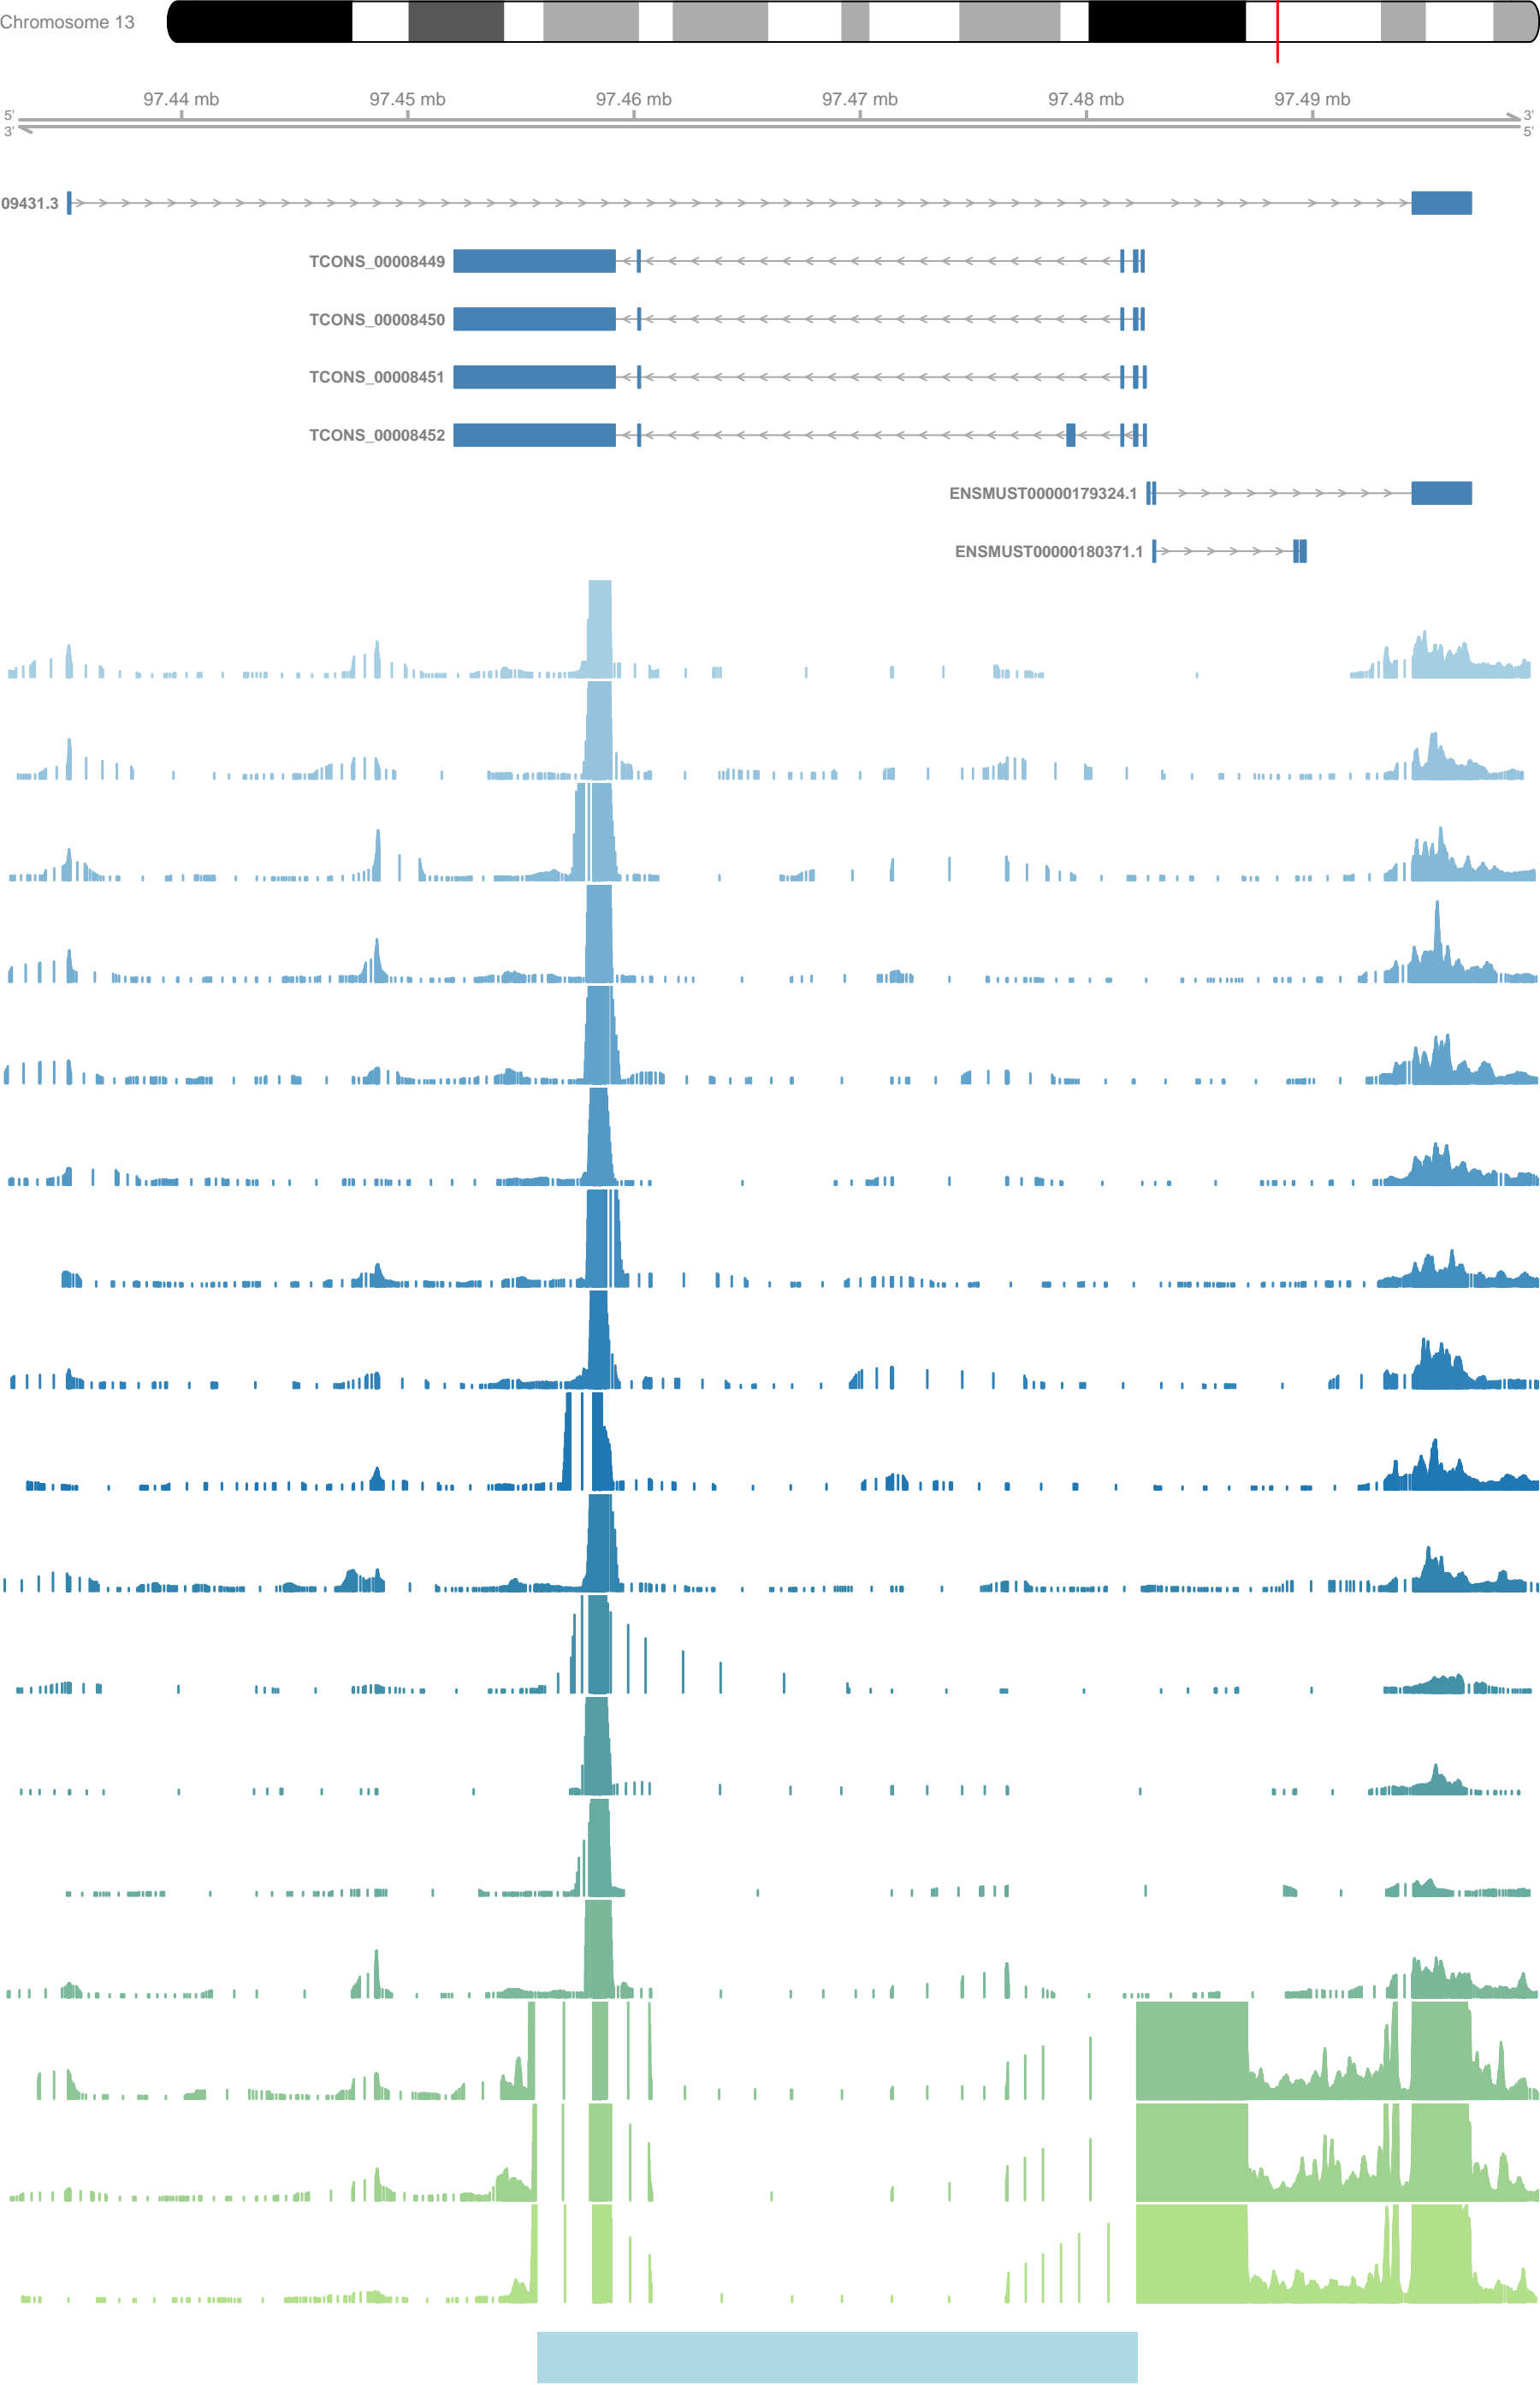 Chromosome 13
97.44 mb 97.45 mb 97.46 mb 97.47 mb 97.48 mb 97.49 mb
5' 3'
3' 5'
09431.3
TCONS_00008449
TCONS_00008450
TCONS_00008451
TCONS_00008452
ENSMUST00000179324.1
ENSMUST00000180371.1